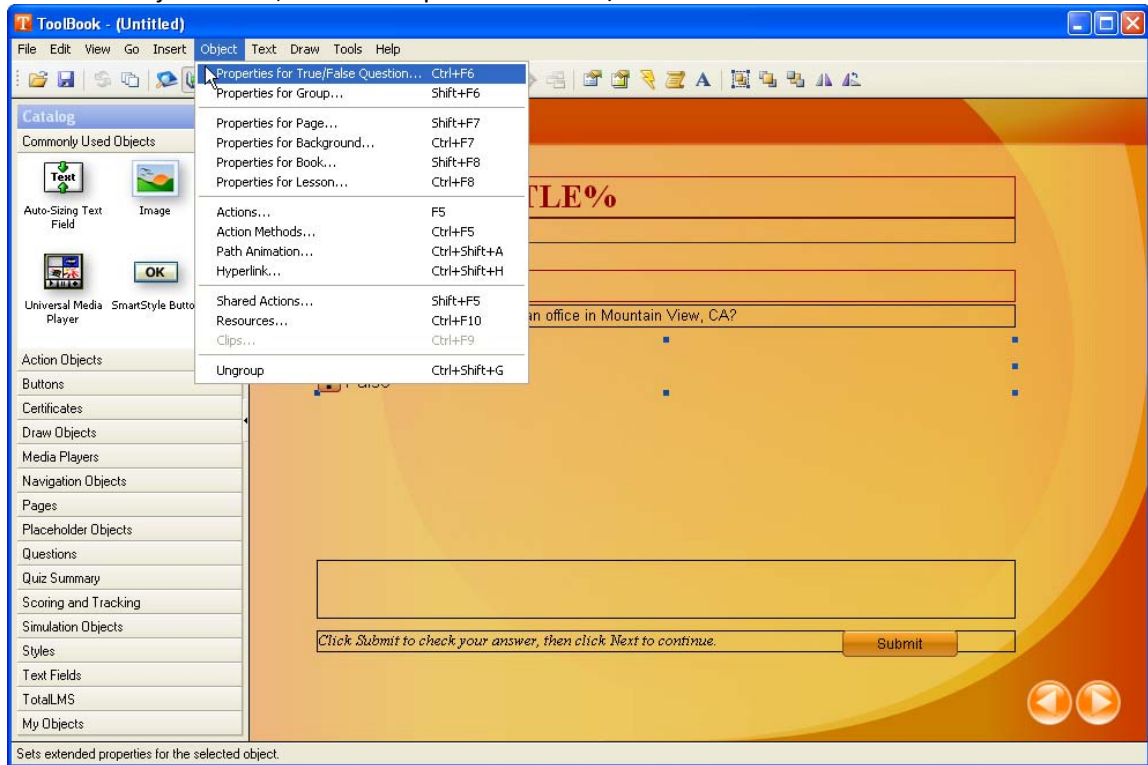 ToolBook - (Untitled)
File Edit View Go Insert Object Text Draw Tools Help
Properties for True/False Question... Ctrl+F6
Properties for Group... Shift+F6
Properties for Page... Shift+F7
Properties for Background... Ctrl+F7
Properties for Book... Shift+F8
Properties for Lesson... Ctrl+F8
Actions... F5
Action Methods... Ctrl+F5
Path Animation... Ctrl+Shift+A
Hyperlink... Ctrl+Shift+H
Shared Actions... Shift+F5
Resources... Ctrl+F10
Clips... Ctrl+F9
Ungroup Ctrl+Shift+G
Catalog
Commonly Used Objects
Text
Auto-Sizing Text Field
Image
OK
Universal Media Player
SmartStyle Butto
Action Objects
Buttons
Certificates
Draw Objects
Media Players
Navigation Objects
Pages
Placeholder Objects
Questions
Quiz Summary
Scoring and Tracking
Simulation Objects
Styles
Text Fields
TotalLMS
My Objects
TLE%
an office in Mountain View, CA?
False
Click Submit to check your answer, then click Next to continue.
Submit
Sets extended properties for the selected object.